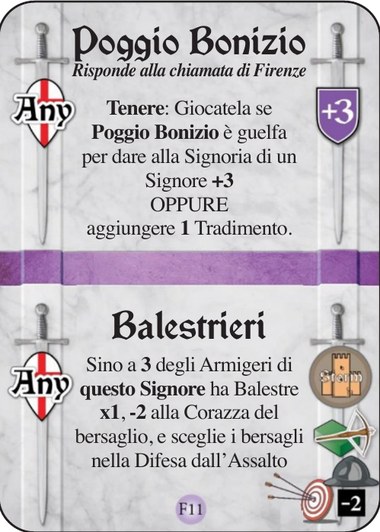 Poggio Bonizio
Risponde alla chiamata di Firenze
Any
+3
Tenere: Giocatela se
Poggio Bonizio è guelfa
per dare alla Signoria di un
Signore +3
OPPURE
aggiungere 1 Tradimento.
Balestrieri
Any
Storm
Sino a 3 degli Armigeri di
questo Signore ha Balestre
x1, -2 alla Corazza del
bersaglio, e sceglie i bersagli
nella Difesa dall'Assalto
F11
-2